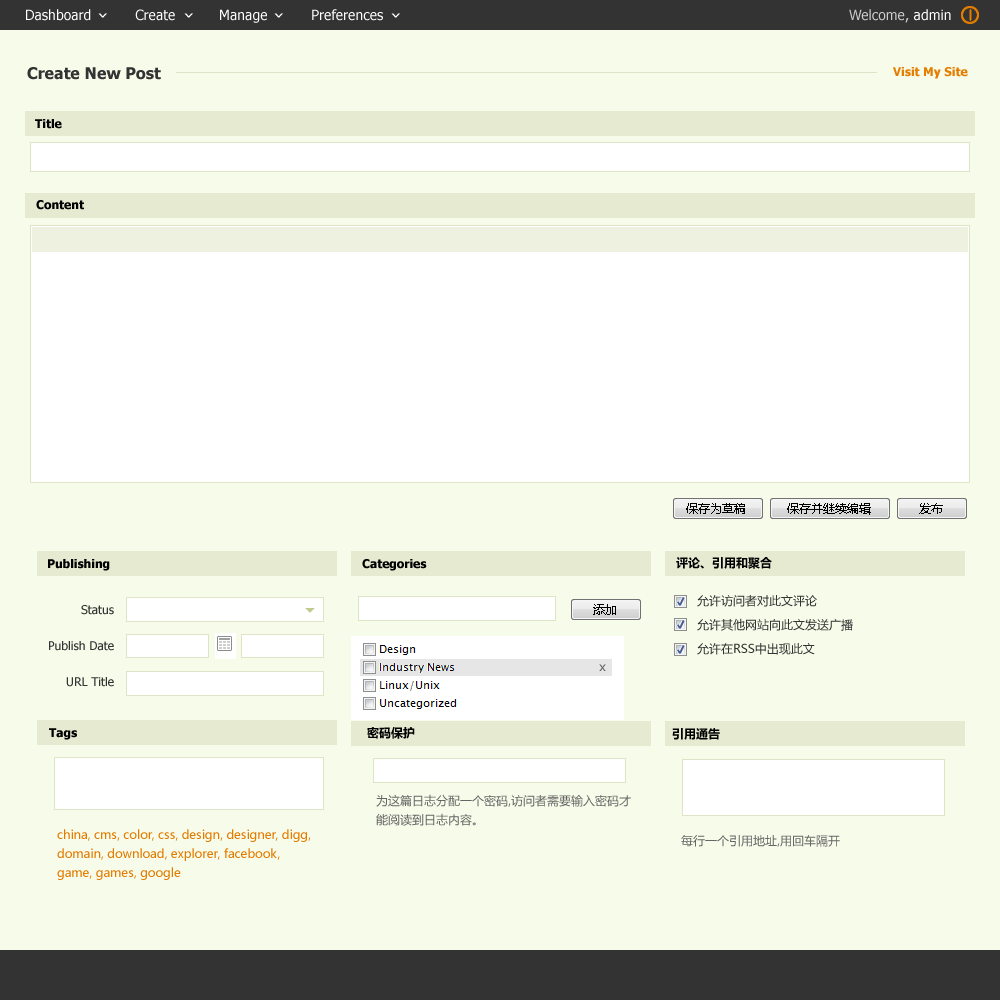 Dashboard Create Manage Preferences Welcome, admin
Create New Post Visit My Site
Title
Content
保存为草稿 保存并继续编辑 发布
Publishing
Status
Publish Date
URL Title
Categories
添加
Design
Industry News x
Linux/Unix
Uncategorized
评论、引用和聚合
允许访问者对此文评论
允许其他网站向此文发送广播
允许在RSS中出现此文
Tags
china, cms, color, css, design, designer, digg,
domain, download, explorer, facebook,
game, games, google
密码保护
为这篇日志分配一个密码,访问者需要输入密码才
能阅读到日志内容。
引用通告
每行一个引用地址,用回车隔开